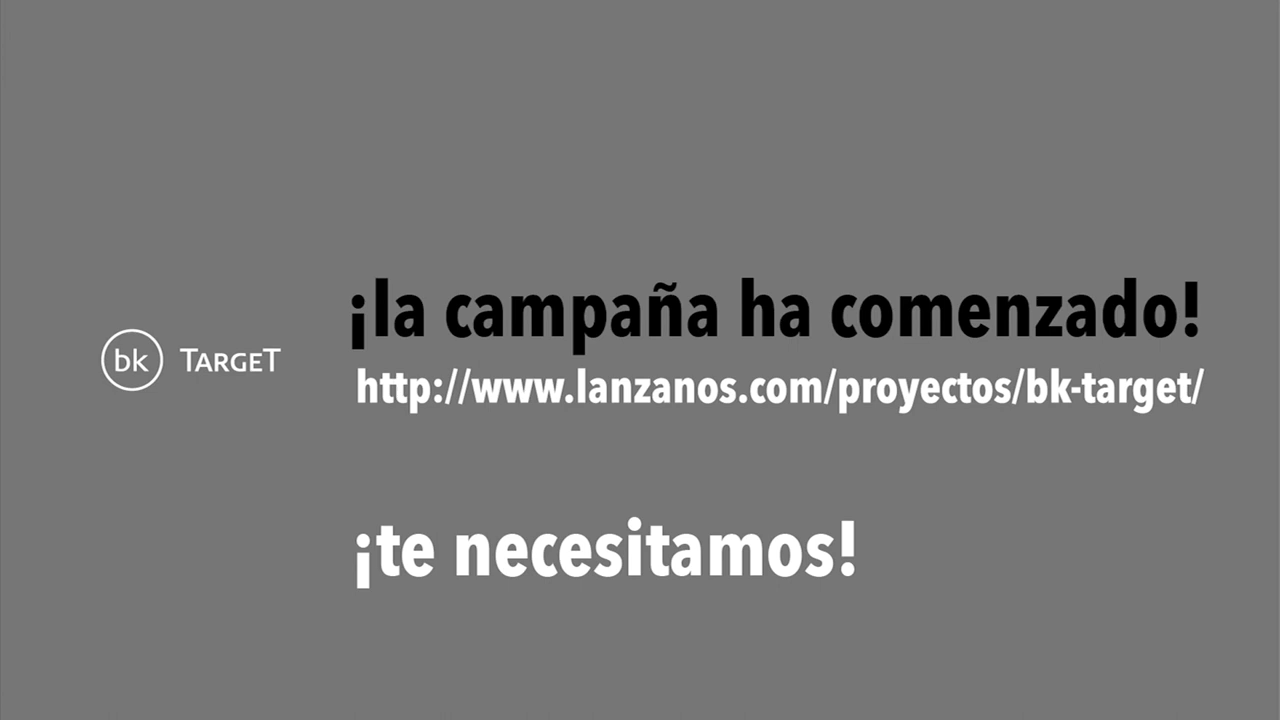 ¡la campaña ha comenzado!
bk TARGET
http://www.lanzanos.com/proyectos/bk-target/
¡te necesitamos!